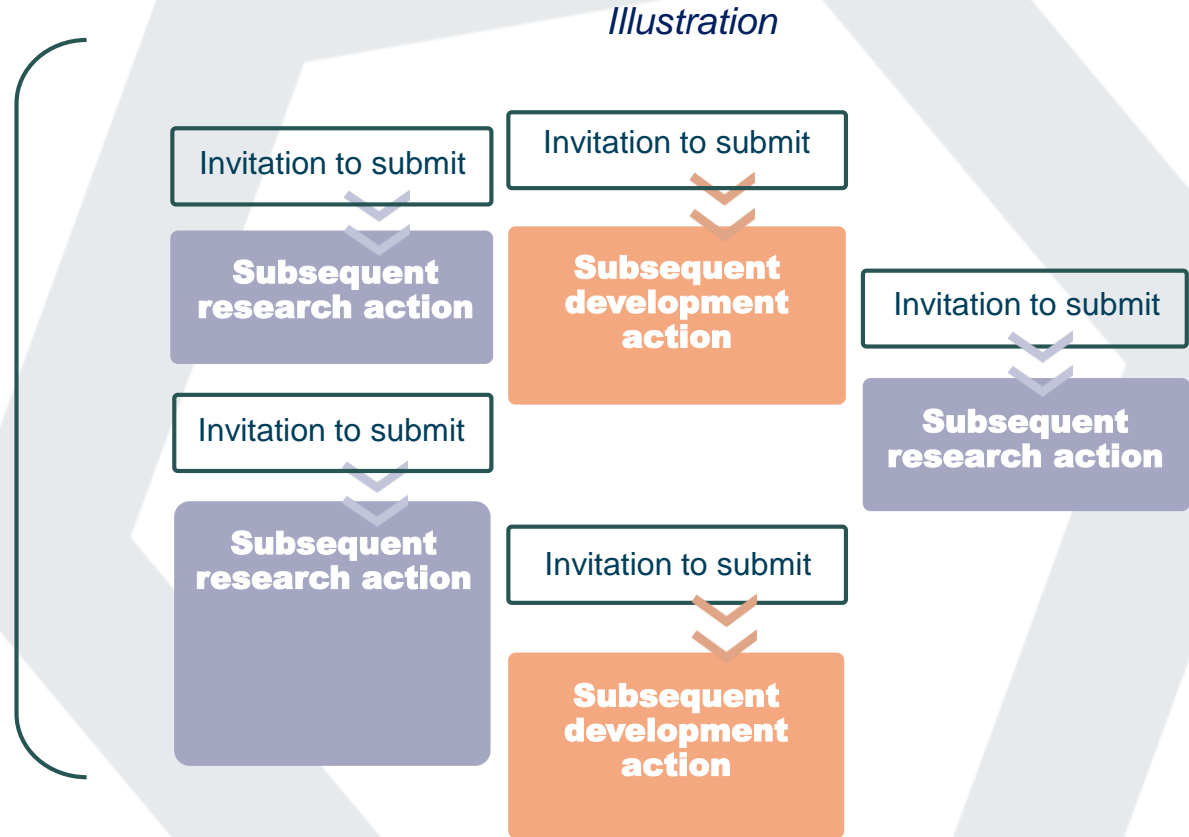 Illustration
Invitation to submit
Subsequent
research action
Invitation to submit
Subsequent
development
action
Invitation to submit
Subsequent
research action
Invitation to submit
Subsequent
research action
Invitation to submit
Subsequent
development
action